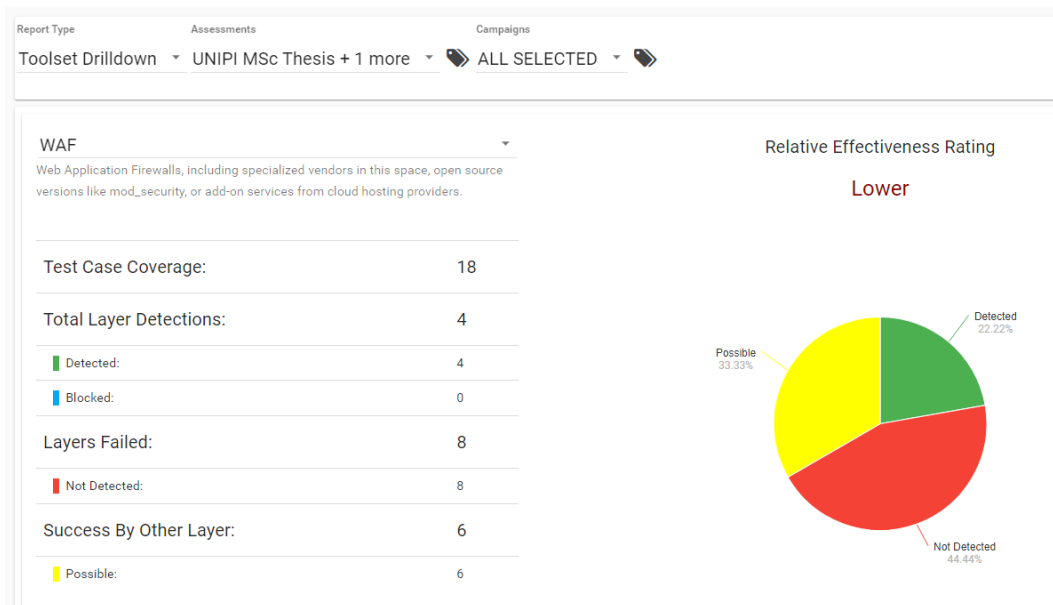 Report Type Assessments Campaigns
Toolset Drilldown UNIPI MSc Thesis + 1 more ALL SELECTED
WAF
Web Application Firewalls, including specialized vendors in this space, open source
versions like mod_security, or add-on services from cloud hosting providers.
Test Case Coverage: 18
Total Layer Detections: 4
Detected: 4
Blocked: 0
Layers Failed: 8
Not Detected: 8
Success By Other Layer: 6
Possible: 6
Relative Effectiveness Rating
Lower
Detected
22.22%
Possible
33.33%
Not Detected
44.44%